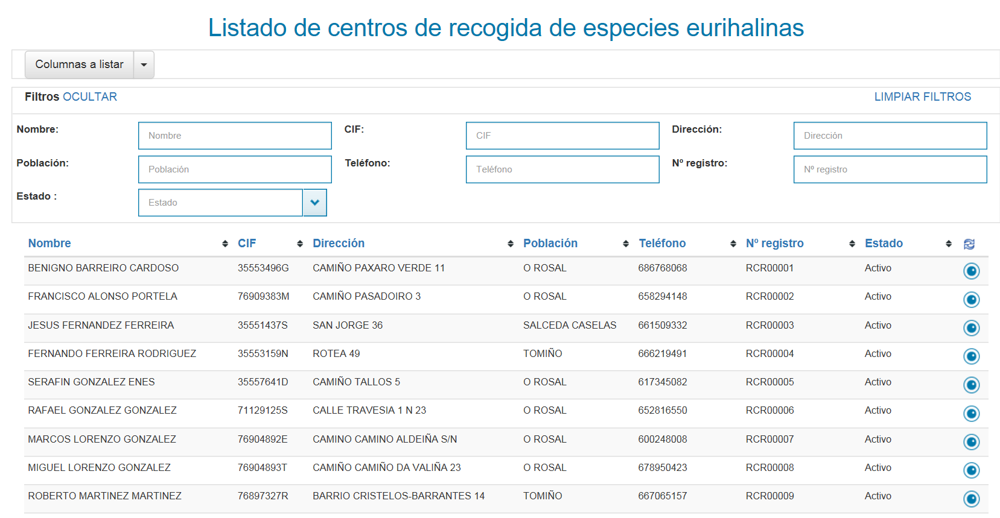 Listado de centros de recogida de especies eurihalinas
Columnas a listar
Filtros OCULTAR LIMPIAR FILTROS
Nombre: Nombre CIF: CIF Dirección: Dirección
Población: Población Teléfono: Teléfono Nº registro: Nº registro
Estado : Estado
Nombre CIF Dirección Población Teléfono Nº registro Estado
BENIGNO BARREIRO CARDOSO 35553496G CAMIÑO PAXARO VERDE 11 O ROSAL 686768068 RCR00001 Activo
FRANCISCO ALONSO PORTELA 76909383M CAMIÑO PASADOIRO 3 O ROSAL 658294148 RCR00002 Activo
JESUS FERNANDEZ FERREIRA 35551437S SAN JORGE 36 SALCEDA CASELAS 661509332 RCR00003 Activo
FERNANDO FERREIRA RODRIGUEZ 35553159N ROTEA 49 TOMIÑO 666219491 RCR00004 Activo
SERAFIN GONZALEZ ENES 35557641D CAMIÑO TALLOS 5 O ROSAL 617345082 RCR00005 Activo
RAFAEL GONZALEZ GONZALEZ 71129125S CALLE TRAVESIA 1 N 23 O ROSAL 652816550 RCR00006 Activo
MARCOS LORENZO GONZALEZ 76904892E CAMINO CAMINO ALDEIÑA S/N O ROSAL 600248008 RCR00007 Activo
MIGUEL LORENZO GONZALEZ 76904893T CAMIÑO CAMIÑO DA VALIÑA 23 O ROSAL 678950423 RCR00008 Activo
ROBERTO MARTINEZ MARTINEZ 76897327R BARRIO CRISTELOS-BARRANTES 14 TOMIÑO 667065157 RCR00009 Activo